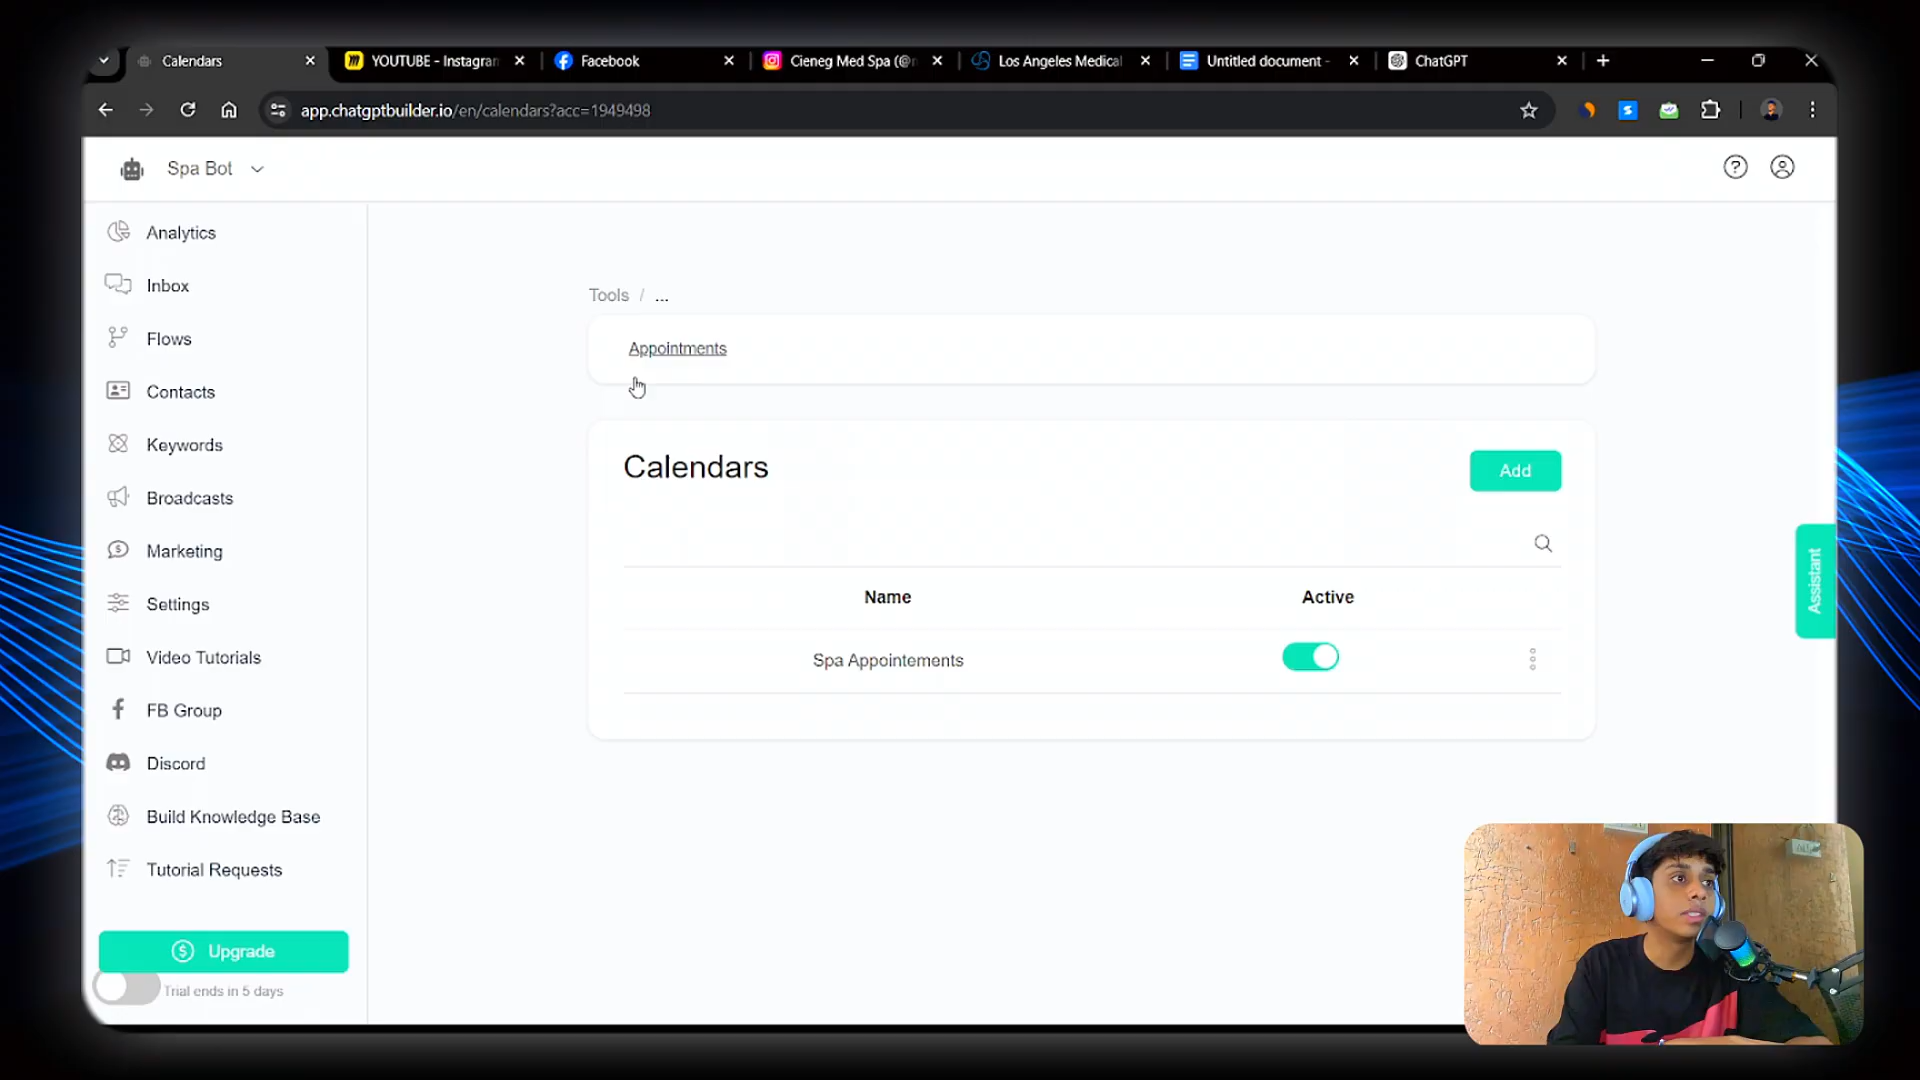 Calendars
YOUTUBE - Instagran
Facebook
Cieneg Med Spa (@n
Los Angeles Medical
Untitled document -
ChatGPT
app.chatgptbuilder.io/en/calendars?acc=1949498
Spa Bot
Analytics
Inbox
Flows
Contacts
Keywords
Broadcasts
Marketing
Settings
Video Tutorials
FB Group
Discord
Build Knowledge Base
Tutorial Requests
Upgrade
Trial ends in 5 days
Tools / ...
Appointments
Calendars
Add
Name
Active
Spa Appointements
Assistant